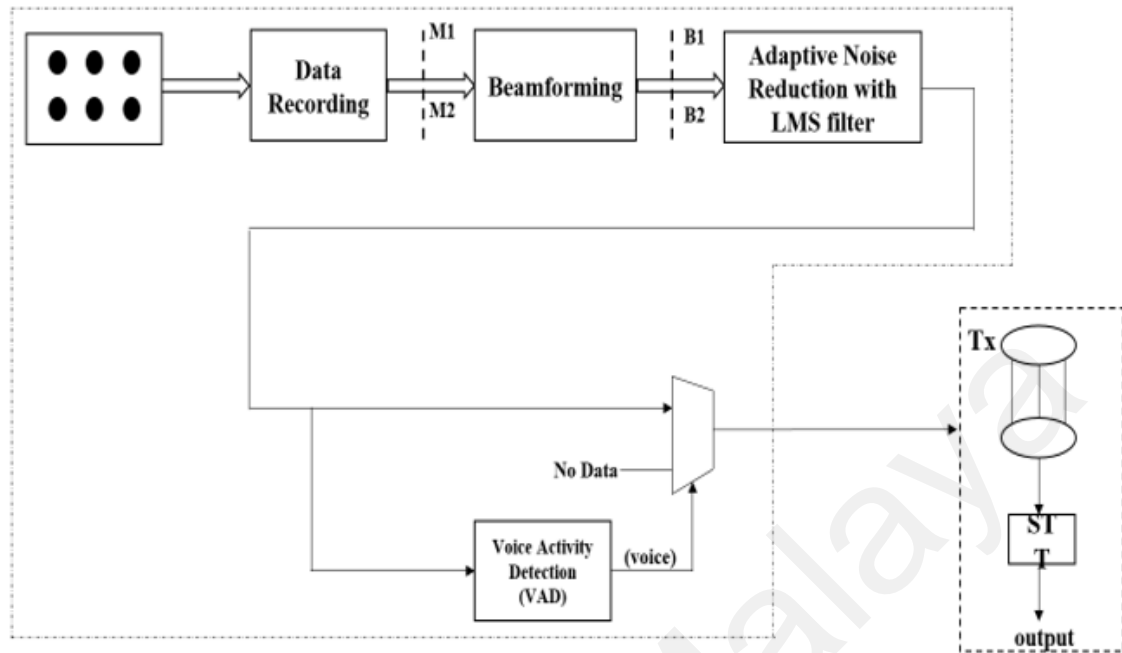 Data
Recording
M1
M2
Beamforming
B1
B2
Adaptive Noise
Reduction with
LMS filter
Tx
No Data
Voice Activity
Detection
(VAD)
(voice)
ST
T
output
Malaya